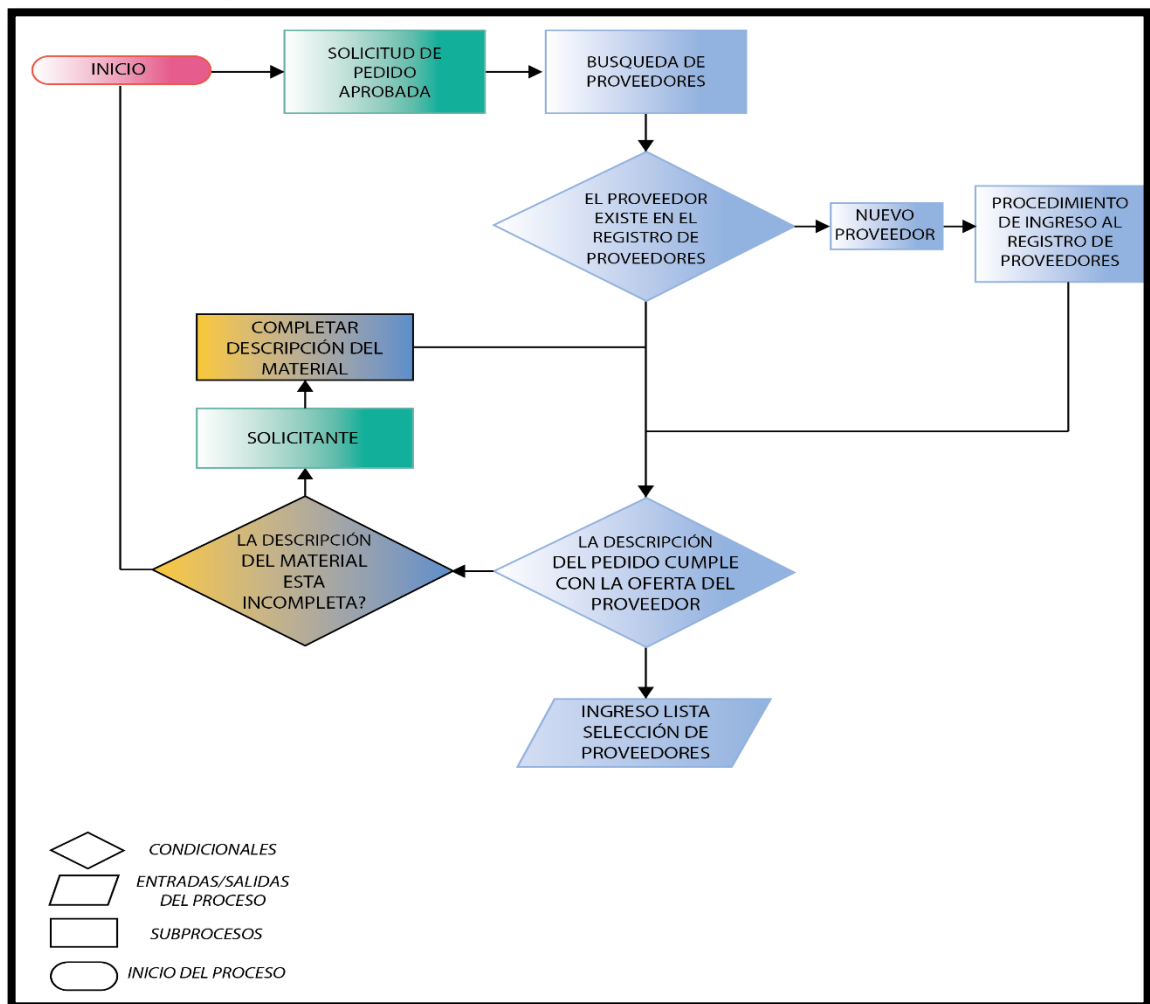 INICIO
SOLICITUD DE
PEDIDO
APROBADA
BUSQUEDA DE
PROVEEDORES
EL PROVEEDOR
EXISTE EN EL
REGISTRO DE
PROVEEDORES
NUEVO
PROVEEDOR
PROCEDIMIENTO
DE INGRESO AL
REGISTRO DE
PROVEEDORES
COMPLETAR
DESCRIPCIÓN DEL
MATERIAL
SOLICITANTE
LA DESCRIPCIÓN
DEL MATERIAL
ESTA
INCOMPLETA?
LA DESCRIPCIÓN
DEL PEDIDO CUMPLE
CON LA OFERTA DEL
PROVEEDOR
INGRESO LISTA
SELECCIÓN DE
PROVEEDORES
CONDICIONALES
ENTRADAS/SALIDAS
DEL PROCESO
SUBPROCESOS
INICIO DEL PROCESO